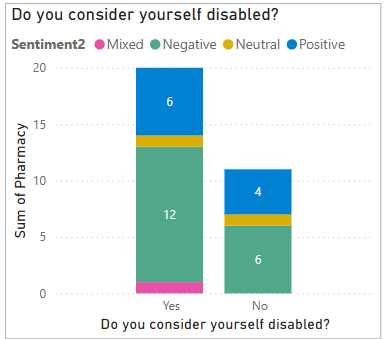 Do you consider yourself disabled?
Sentiment2 Mixed Negative Neutral Positive
20
15
10
5
0
Sum of Pharmacy
6
12
4
6
Yes No
Do you consider yourself disabled?